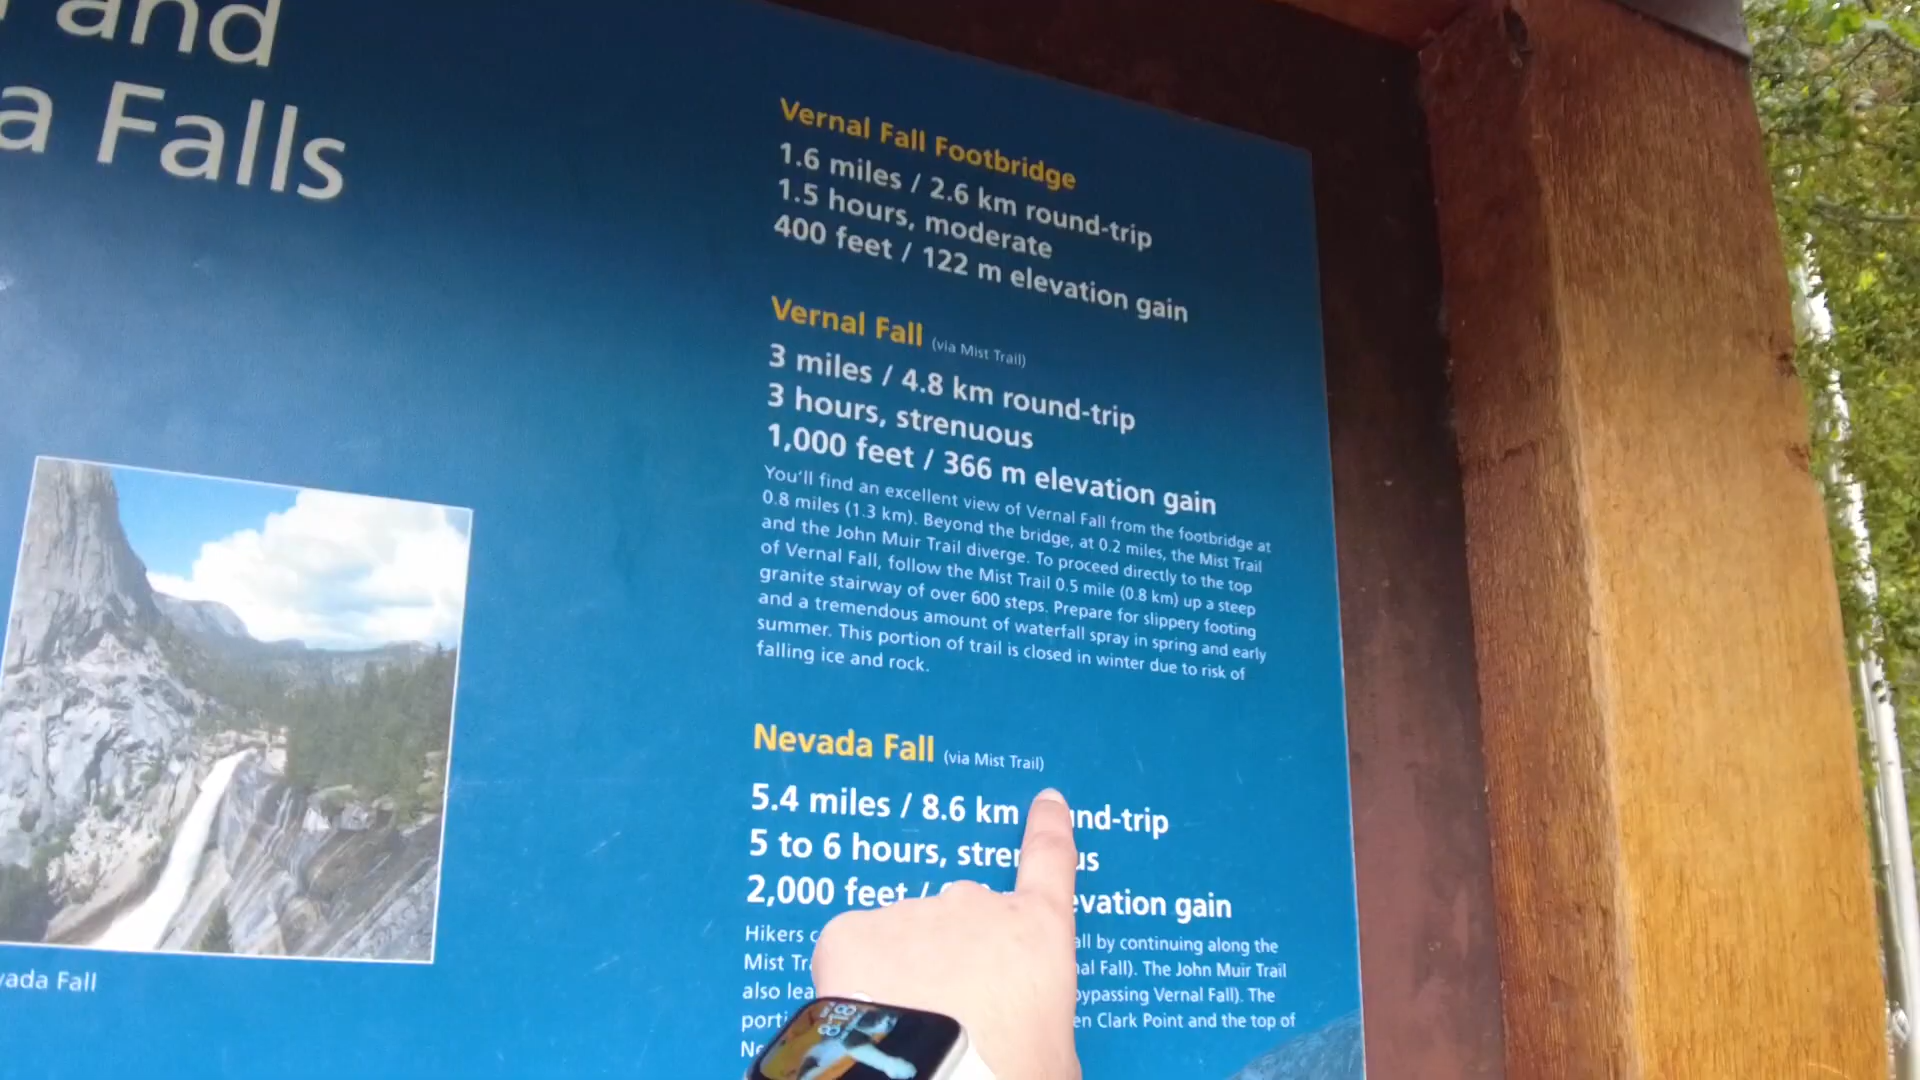 and
a Falls
Vernal Fall Footbridge
1.6 miles / 2.6 km round-trip
1.5 hours, moderate
400 feet / 122 m elevation gain
Vernal Fall (via Mist Trail)
3 miles / 4.8 km round-trip
3 hours, strenuous
1,000 feet / 366 m elevation gain
You'll find an excellent view of Vernal Fall from the footbridge at
0.8 miles (1.3 km). Beyond the bridge, at 0.2 miles, the Mist Trail
and the John Muir Trail diverge. To proceed directly to the top
of Vernal Fall, follow the Mist Trail 0.5 mile (0.8 km) up a steep
granite stairway of over 600 steps. Prepare for slippery footing
and a tremendous amount of waterfall spray in spring and early
summer. This portion of trail is closed in winter due to risk of
falling ice and rock.
Nevada Fall (via Mist Trail)
5.4 miles / 8.6 km nd-trip
5 to 6 hours, stre us
2,000 feet / evation gain
Hikers all by continuing along the
Mist Fall). The John Muir Trail
also bypassing Vernal Fall). The
Clark Point and the top of
vada Fall